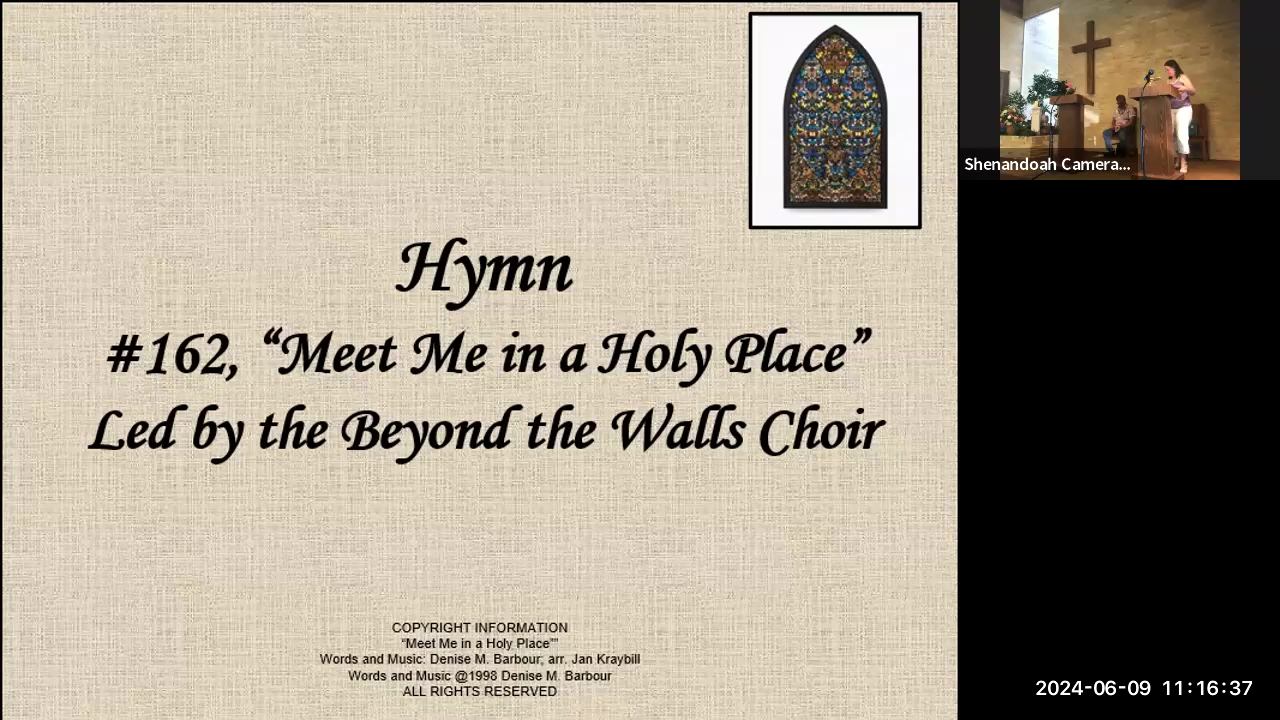 Hymn
#162, “Meet Me in a Holy Place”
Led by the Beyond the Walls Choir
COPYRIGHT INFORMATION
“Meet Me in a Holy Place””
Words and Music: Denise M. Barbour; arr. Jan Kraybill
Words and Music @1998 Denise M. Barbour
ALL RIGHTS RESERVED
Shenandoah Camera...
2024-06-09 11:16:37